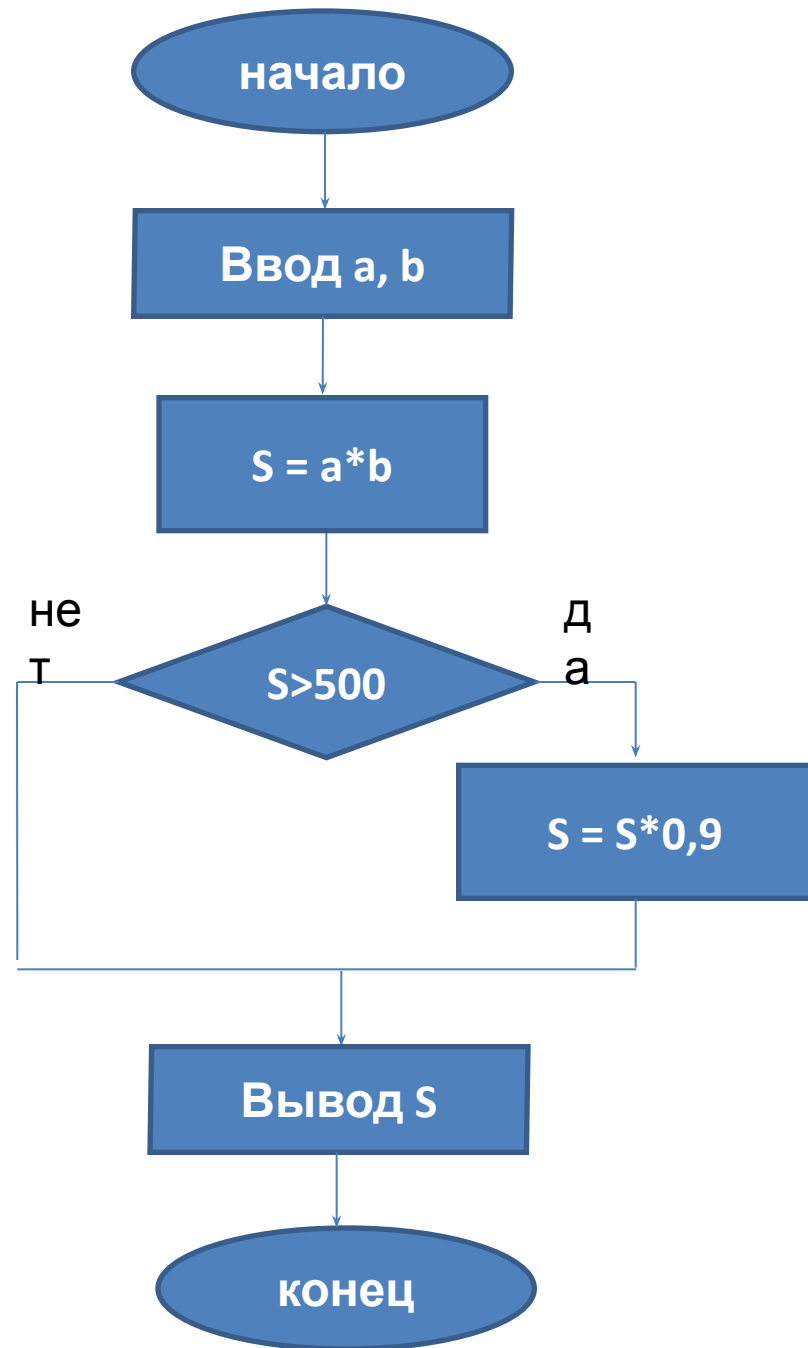 начало
Ввод a, b
S = a*b
не
т
д
а
S>500
S = S*0,9
Вывод S
конец